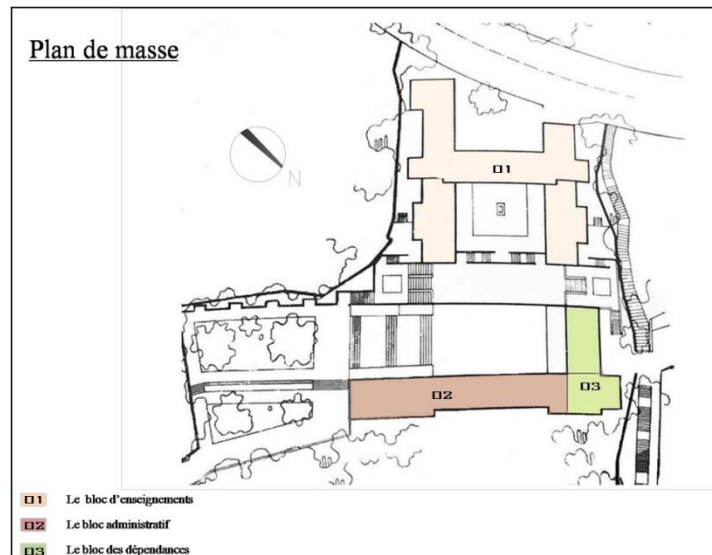 Plan de masse
N
01
02
03
01 Le bloc d'enseignements
02 Le bloc administratif
03 Le bloc des dépendances